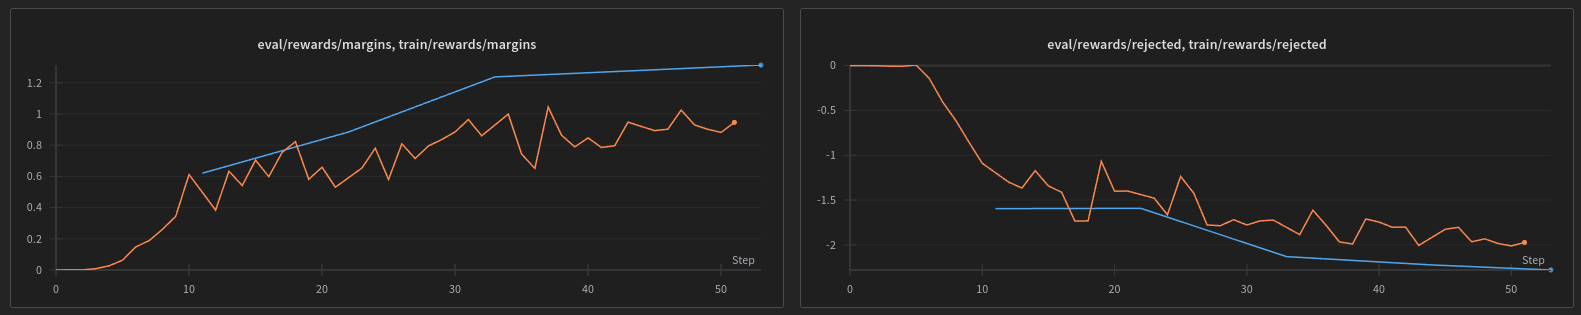 eval/rewards/margins, train/rewards/margins
1.2
1
0.8
0.6
0.4
0.2
0
Step
0 10 20 30 40 50
eval/rewards/rejected, train/rewards/rejected
0
-0.5
-1
-1.5
-2
Step
0 10 20 30 40 50